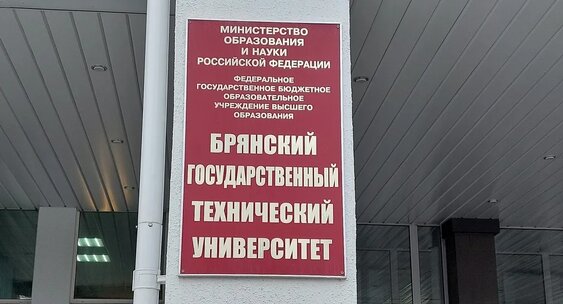 МИНИСТЕРСТВО
ОБРАЗОВАНИЯ
И НАУКИ
РОССИЙСКОЙ ФЕДЕРАЦИИ
ФЕДЕРАЛЬНОЕ
ГОСУДАРСТВЕННОЕ БЮДЖЕТНОЕ
ОБРАЗОВАТЕЛЬНОЕ
УЧРЕЖДЕНИЕ ВЫСШЕГО
ОБРАЗОВАНИЯ
БРЯНСКИЙ
ГОСУДАРСТВЕННЫЙ
ТЕХНИЧЕСКИЙ
УНИВЕРСИТЕТ